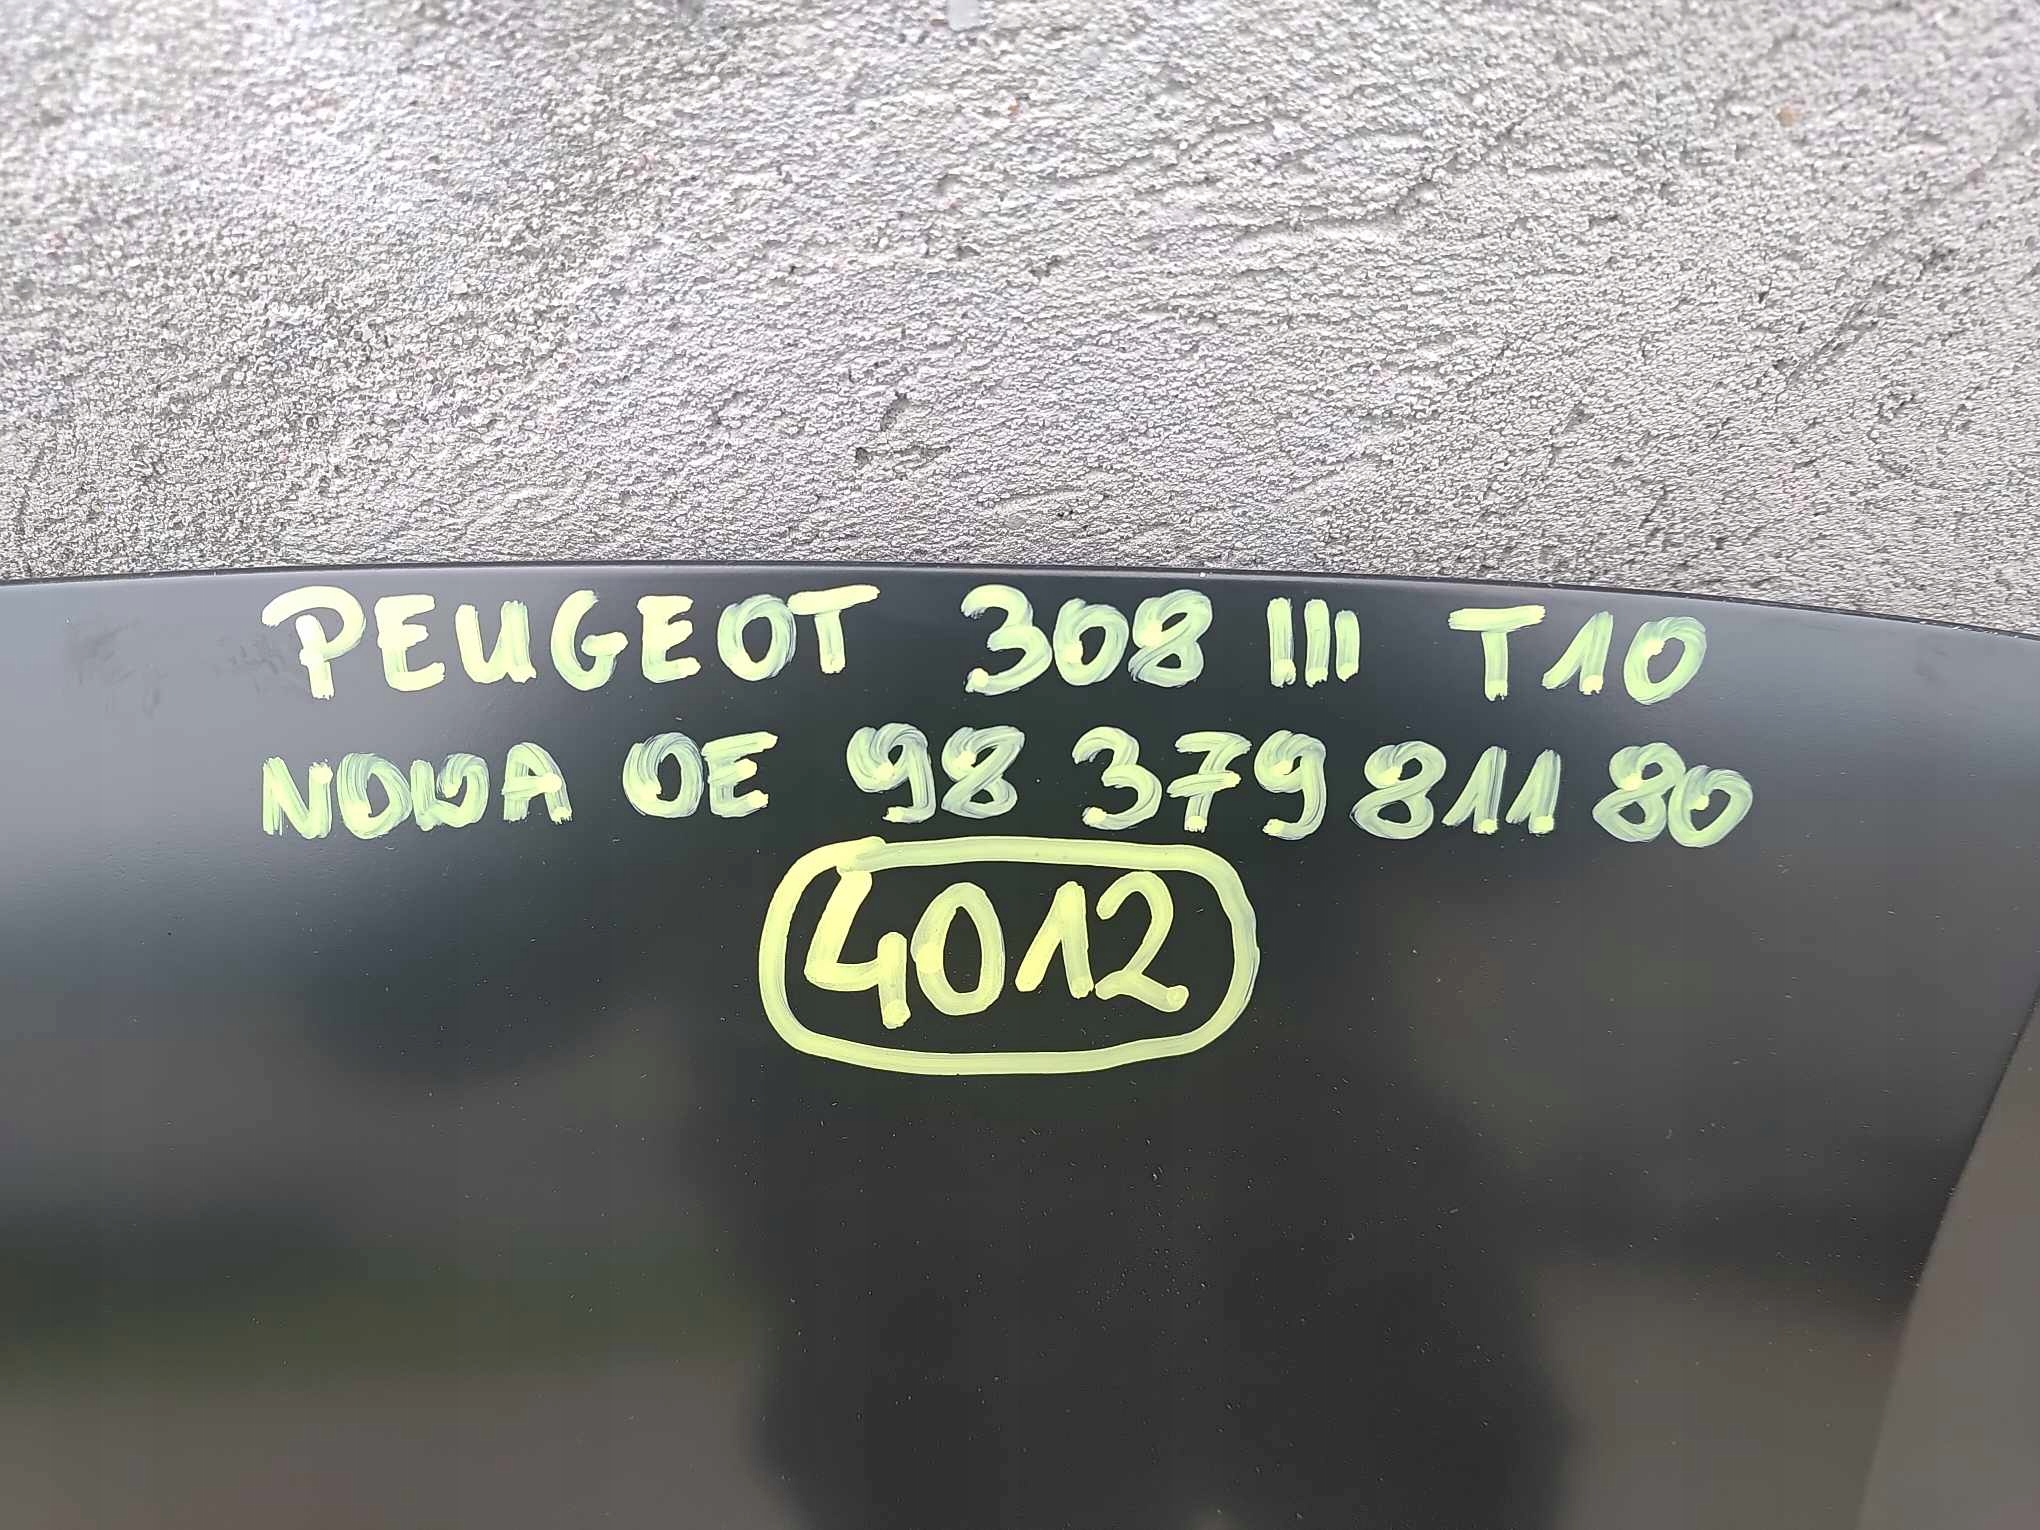 PEUGEOT 308 III T10
NOWA OE 98 379 811 80
4012